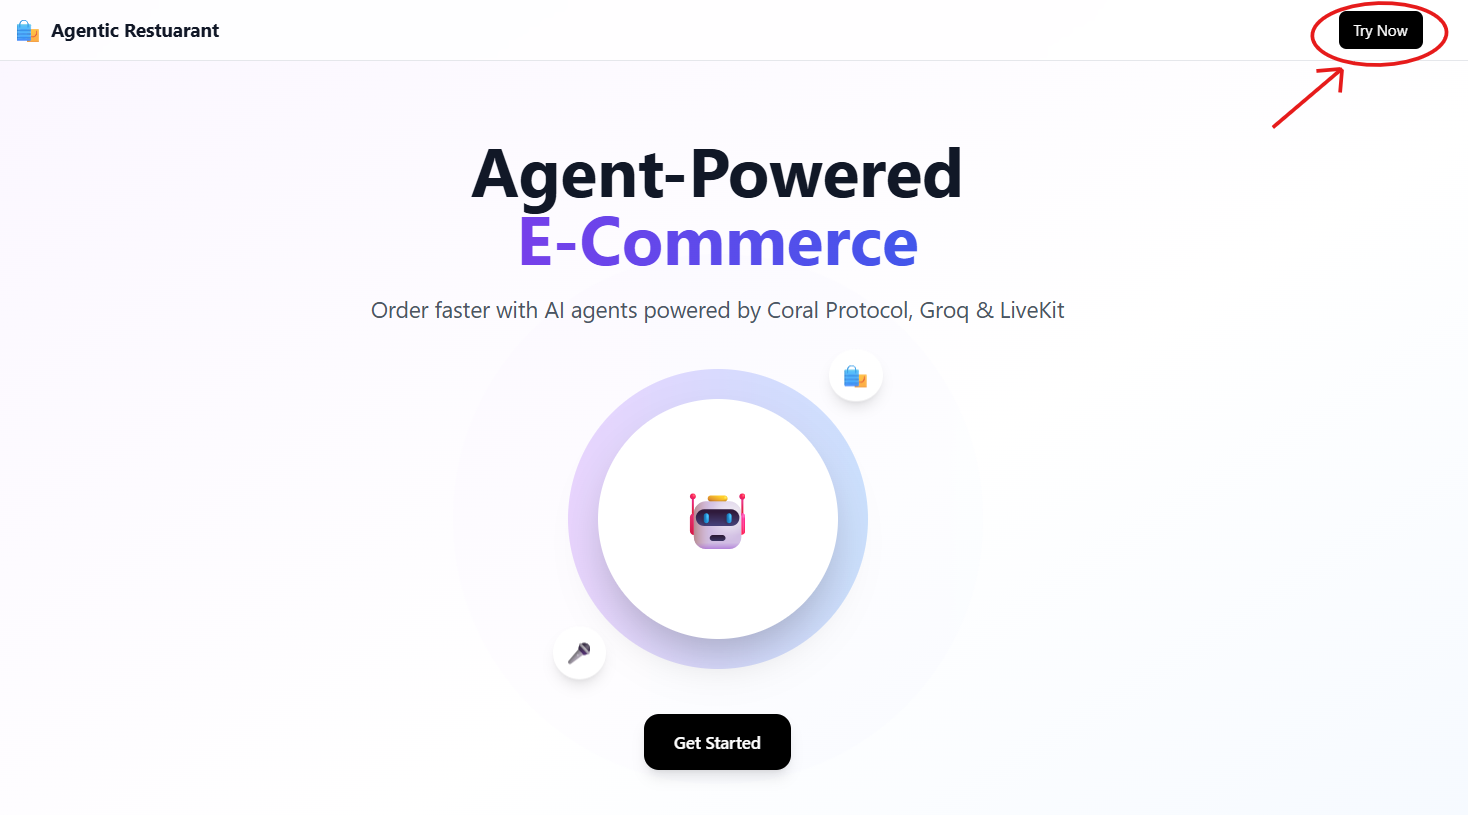 Agentic Restuarant
Try Now
Agent-Powered
E-Commerce
Order faster with AI agents powered by Coral Protocol, Groq & LiveKit
Get Started